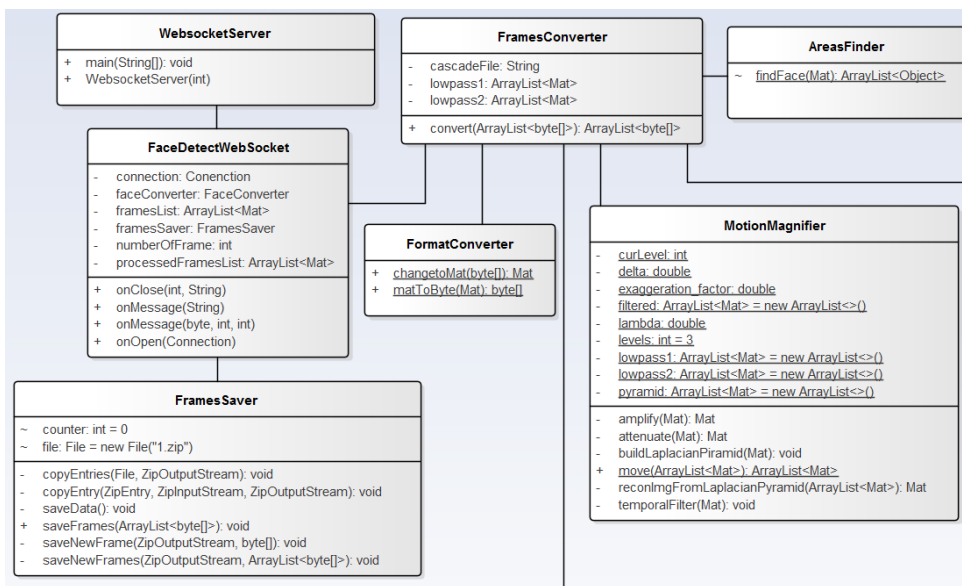 WebsocketServer
+ main(String[]): void
+ WebsocketServer(int)
FaceDetectWebSocket
- connection: Conenction
- faceConverter: FaceConverter
- framesList: ArrayList<Mat>
- framesSaver: FramesSaver
- numberOfFrame: int
- processedFramesList: ArrayList<Mat>
+ onClose(int, String)
+ onMessage(String)
+ onMessage(byte, int, int)
+ onOpen(Connection)
FramesSaver
~ counter: int = 0
~ file: File = new File("1.zip")
- copyEntries(File, ZipOutputStream): void
- copyEntry(ZipEntry, ZipInputStream, ZipOutputStream): void
- saveData(): void
+ saveFrames(ArrayList<byte[]>): void
- saveNewFrame(ZipOutputStream, byte[]): void
- saveNewFrames(ZipOutputStream, ArrayList<byte[]>): void
FramesConverter
- cascadeFile: String
- lowpass1: ArrayList<Mat>
- lowpass2: ArrayList<Mat>
+ convert(ArrayList<byte[]>): ArrayList<byte[]>
FormatConverter
+ changetoMat(byte[]): Mat
+ matToByte(Mat): byte[]
AreasFinder
~ findFace(Mat): ArrayList<Object>
MotionMagnifier
- curLevel: int
- delta: double
- exaggeration_factor: double
- filtered: ArrayList<Mat> = new ArrayList<>()
- lambda: double
- levels: int = 3
- lowpass1: ArrayList<Mat> = new ArrayList<>()
- lowpass2: ArrayList<Mat> = new ArrayList<>()
- pyramid: ArrayList<Mat> = new ArrayList<>()
- amplify(Mat): Mat
- attenuate(Mat): Mat
- buildLaplacianPiramid(Mat): void
+ move(ArrayList<Mat>): ArrayList<Mat>
- reconImgFromLaplacianPyramid(ArrayList<Mat>): Mat
- temporalFilter(Mat): void